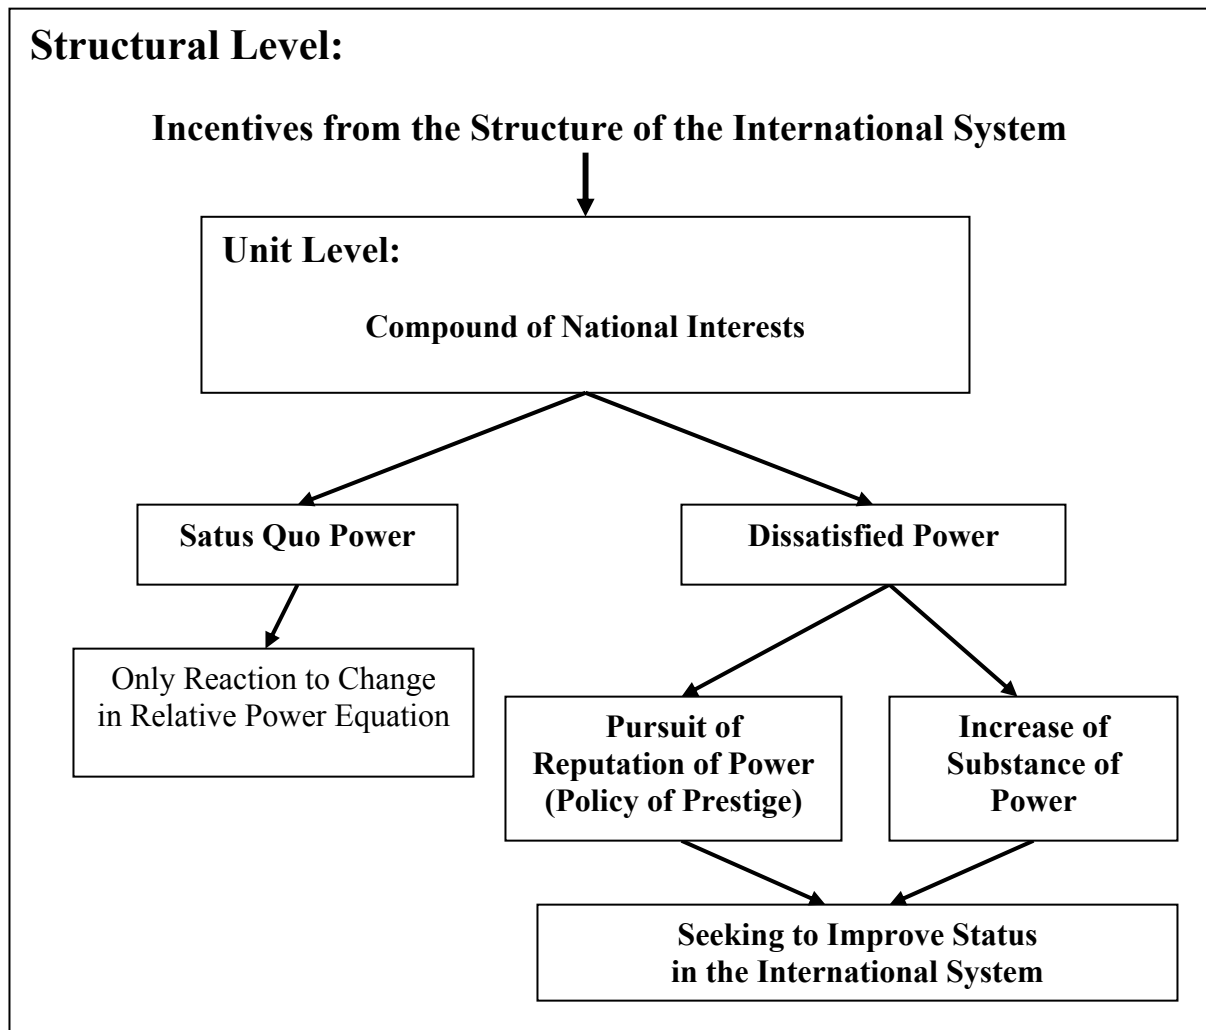 Structural Level:
Incentives from the Structure of the International System
Unit Level:
Compound of National Interests
Satus Quo Power
Dissatisfied Power
Only Reaction to Change
in Relative Power Equation
Pursuit of
Reputation of Power
(Policy of Prestige)
Increase of
Substance of
Power
Seeking to Improve Status
in the International System